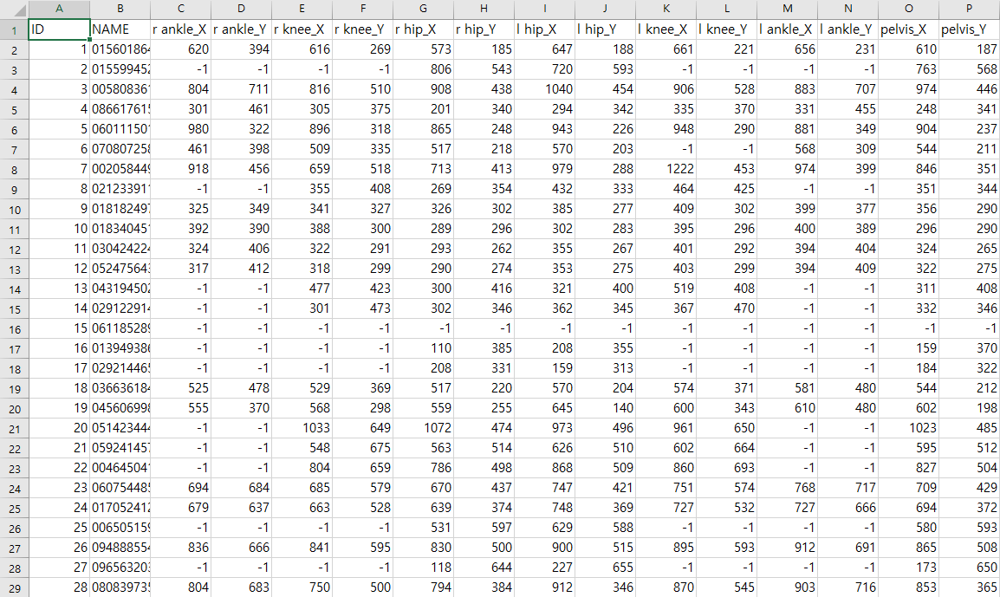 A B C D E F G H I J K L M N O P
1 ID NAME r ankle_X r ankle_Y r knee_X r knee_Y r hip_X r hip_Y l hip_X l hip_Y l knee_X l knee_Y l ankle_X l ankle_Y pelvis_X pelvis_Y
2 1 01560186 620 394 616 269 573 185 647 188 661 221 656 231 610 187
3 2 01559945 -1 -1 -1 -1 806 543 720 593 -1 -1 -1 -1 763 568
4 3 00580836 804 711 816 510 908 438 1040 454 906 528 883 707 974 446
5 4 08661761 301 461 305 375 201 340 294 342 335 370 331 455 248 341
6 5 06011150 980 322 896 318 865 248 943 226 948 290 881 349 904 237
7 6 07080725 461 398 509 335 517 218 570 203 -1 -1 568 309 544 211
8 7 00205844 918 456 659 518 713 413 979 288 1222 453 974 399 846 351
9 8 02123391 -1 -1 355 408 269 354 432 333 464 425 -1 -1 351 344
10 9 01818249 325 349 341 327 326 302 385 277 409 302 399 377 356 290
11 10 01834045 392 390 388 300 289 296 302 283 395 296 400 389 296 290
12 11 03042422 324 406 322 291 293 262 355 267 401 292 394 404 324 265
13 12 05247564 317 412 318 299 290 274 353 275 403 299 394 409 322 275
14 13 04319450 -1 -1 477 423 300 416 321 400 519 408 -1 -1 311 408
15 14 02912291 -1 -1 301 473 302 346 362 345 367 470 -1 -1 332 346
16 15 06118528 -1 -1 -1 -1 -1 -1 -1 -1 -1 -1 -1 -1 -1 -1
17 16 01394938 -1 -1 -1 -1 110 385 208 355 -1 -1 -1 -1 159 370
18 17 02921446 -1 -1 -1 -1 208 331 159 313 -1 -1 -1 -1 184 322
19 18 03663618 525 478 529 369 517 220 570 204 574 371 581 480 544 212
20 19 04560699 555 370 568 298 559 255 645 140 600 343 610 480 602 198
21 20 05142344 -1 -1 1033 649 1072 474 973 496 961 650 -1 -1 1023 485
22 21 05924145 -1 -1 548 675 563 514 626 510 602 664 -1 -1 595 512
23 22 00464504 -1 -1 804 659 786 498 868 509 860 693 -1 -1 827 504
24 23 06075448 694 684 685 579 670 437 747 421 751 574 768 717 709 429
25 24 01705241 679 637 663 528 639 374 748 369 727 532 727 666 694 372
26 25 00650515 -1 -1 -1 -1 531 597 629 588 -1 -1 -1 -1 580 593
27 26 09488855 836 666 841 595 830 500 900 515 895 593 912 691 865 508
28 27 09656320 -1 -1 -1 -1 118 644 227 655 -1 -1 -1 -1 173 650
29 28 08083973 804 683 750 500 794 384 912 346 870 545 903 716 853 365